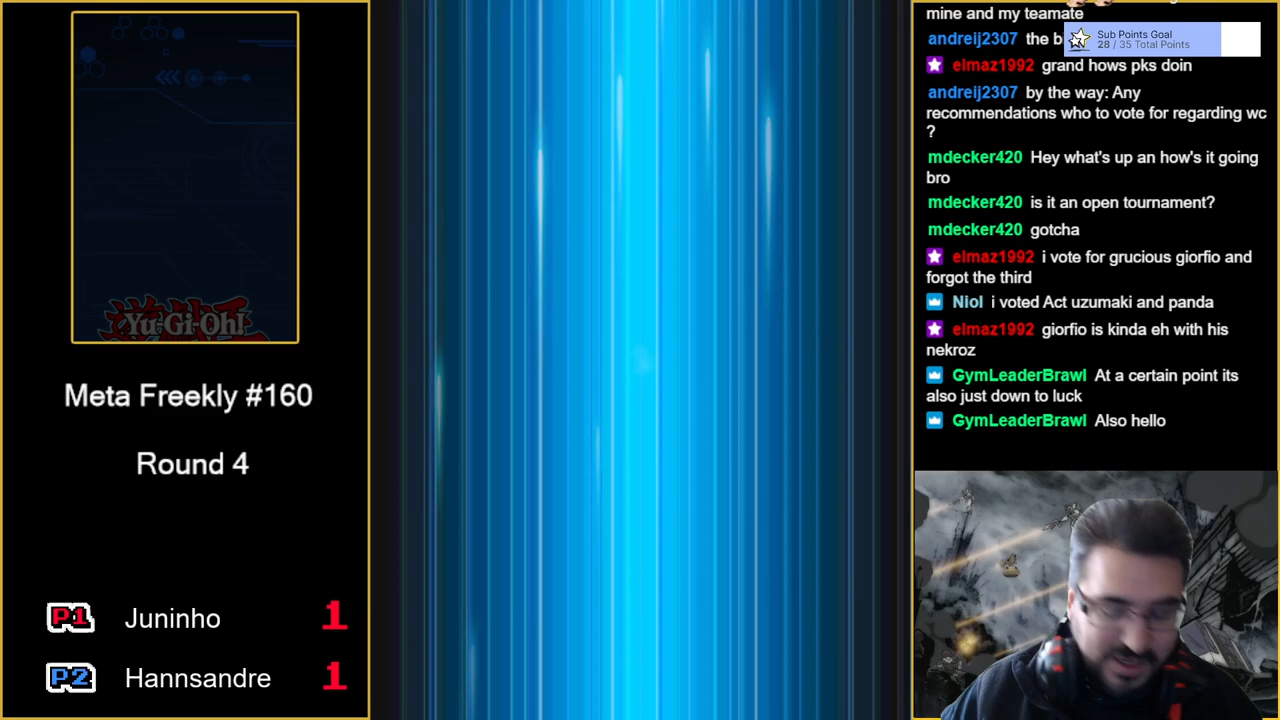 Yu-Gi-Oh!
Meta Freekly #160
Round 4
P1 Juninho 1
P2 Hannsandre 1
mine and my teamate
andreij2307 the b
Sub Points Goal
28 / 35 Total Points
elmaz1992 grand hows pks doin
andreij2307 by the way: Any
recommendations who to vote for regarding wc
?
mdecker420 Hey what's up an how's it going
bro
mdecker420 is it an open tournament?
mdecker420 gotcha
elmaz1992 i vote for grucious giorfio and
forgot the third
Niol i voted Act uzumaki and panda
elmaz1992 giorfio is kinda eh with his
nekroz
GymLeaderBrawl At a certain point its
also just down to luck
GymLeaderBrawl Also hello